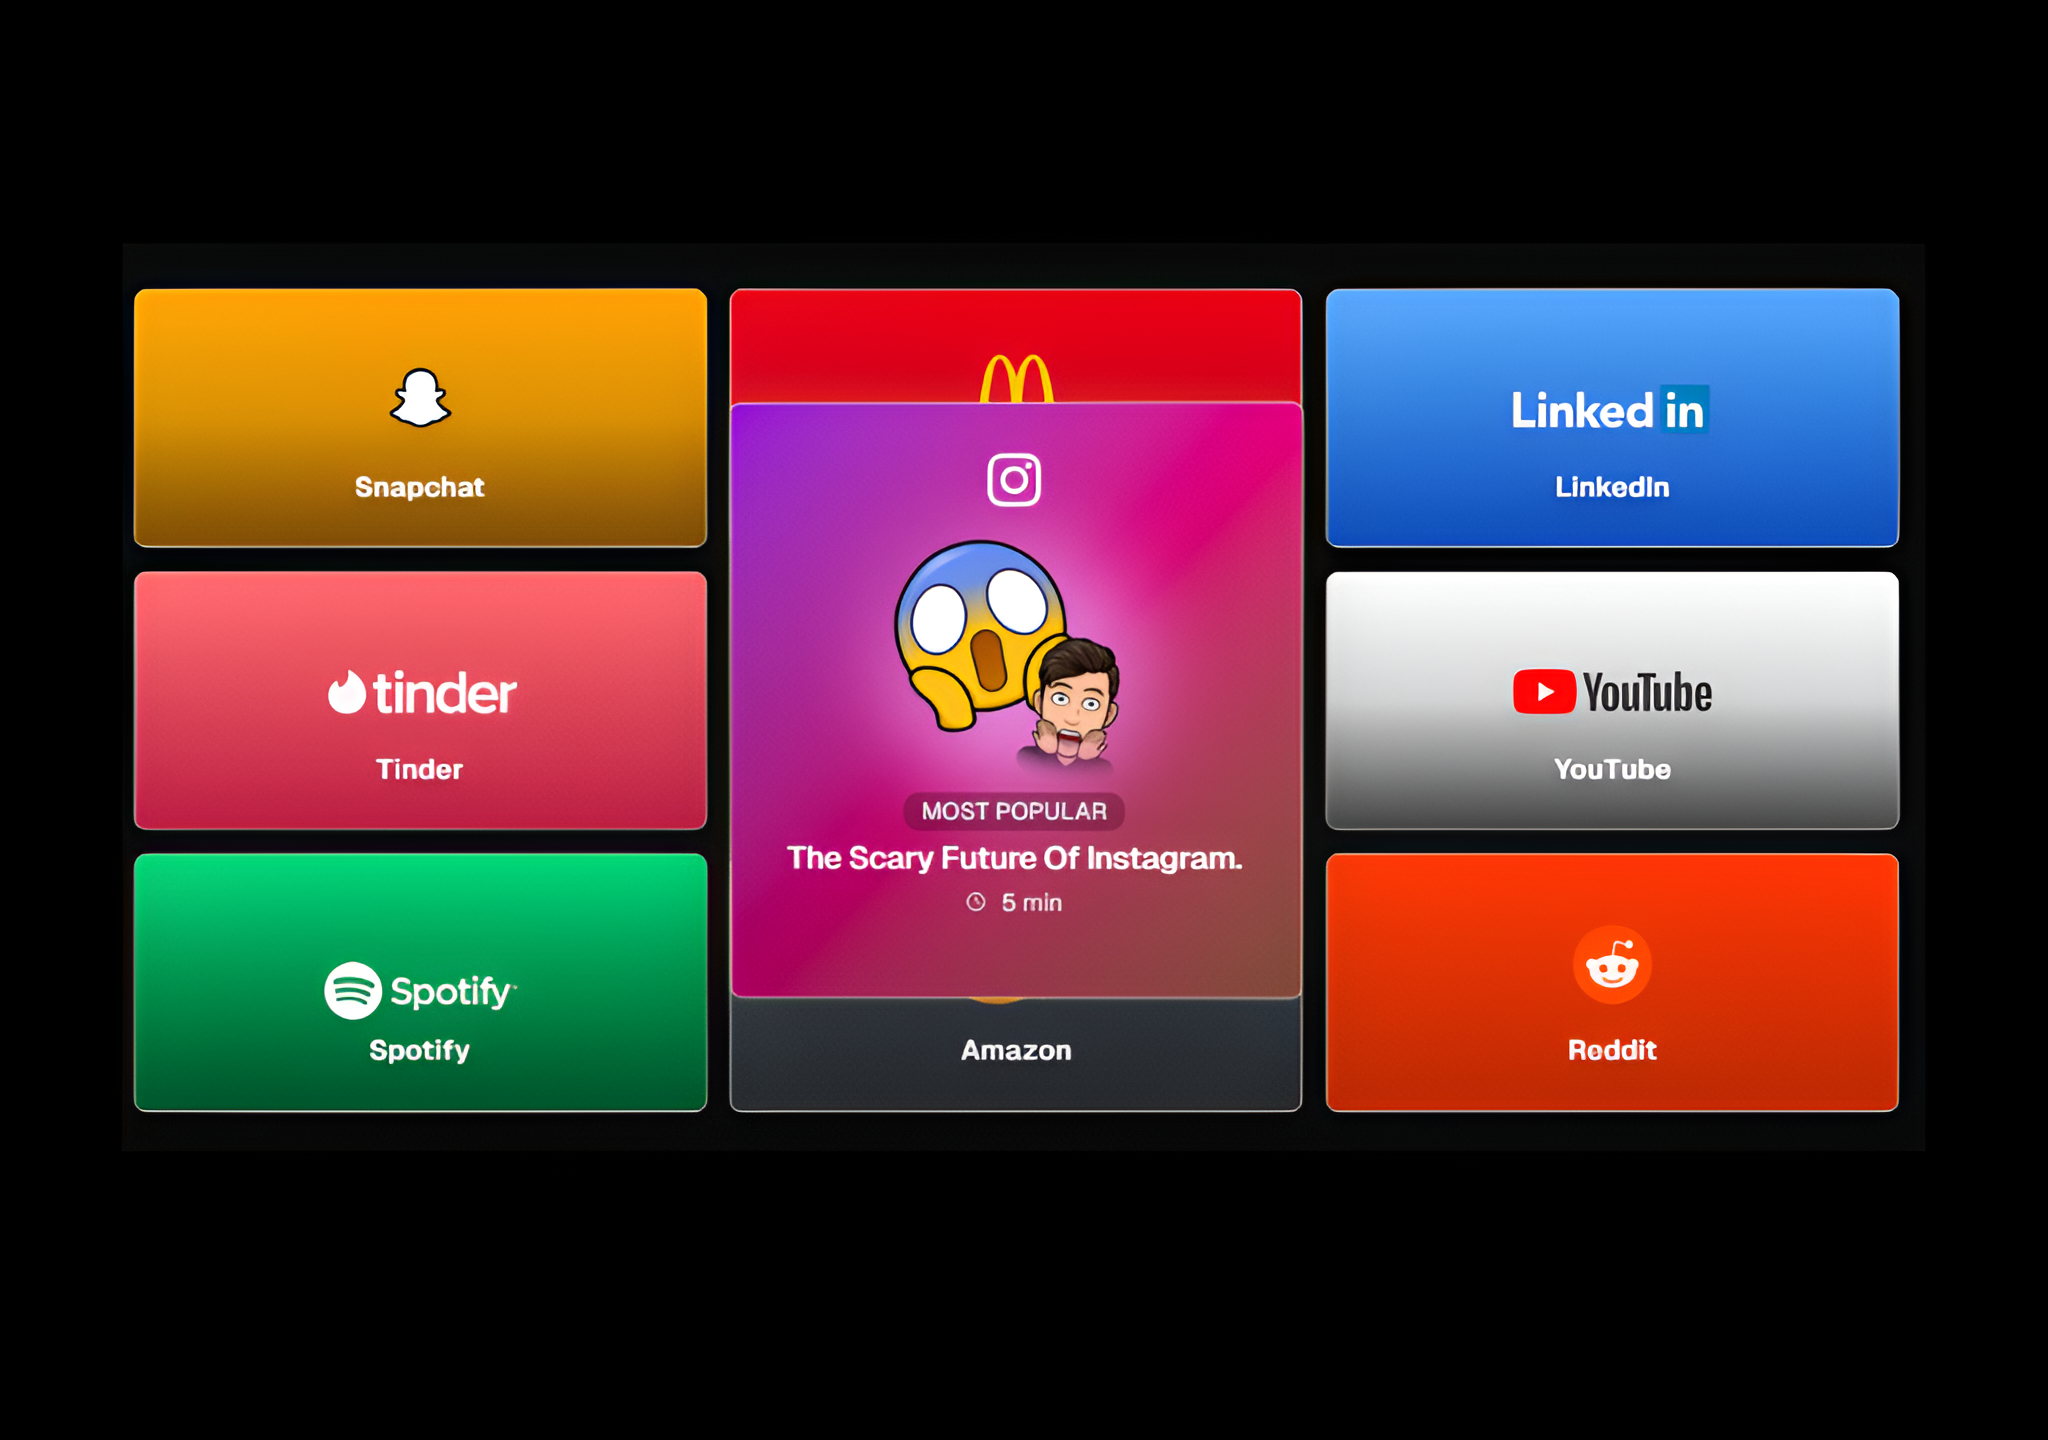 Snapchat
tinder
Tinder
Spotify
Spotify
MOST POPULAR
The Scary Future Of Instagram.
5 min
Amazon
Linked in
LinkedIn
YouTube
YouTube
Reddit